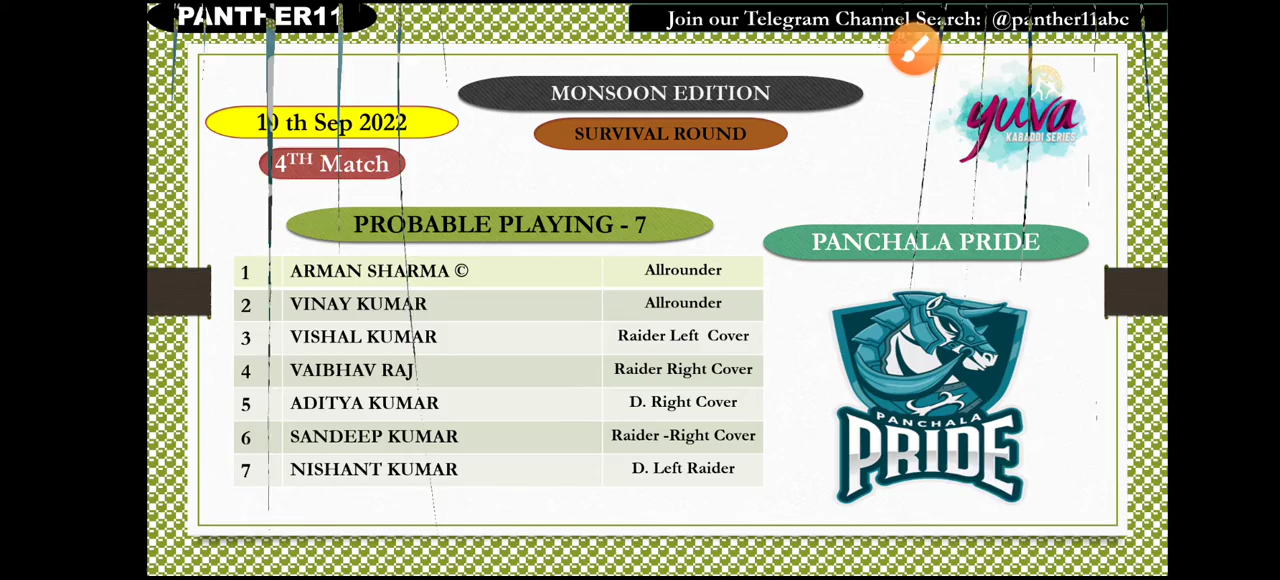 PANTHER11
Join our Telegram Channel Search: @panther11abc
MONSOON EDITION
10 th Sep 2022
SURVIVAL ROUND
4TH Match
yuva
KABADDI SERIES
PROBABLE PLAYING - 7
PANCHALA PRIDE
1 ARMAN SHARMA © Allrounder
2 VINAY KUMAR Allrounder
3 VISHAL KUMAR Raider Left Cover
4 VAIBHAV RAJ Raider Right Cover
5 ADITYA KUMAR D. Right Cover
6 SANDEEP KUMAR Raider -Right Cover
7 NISHANT KUMAR D. Left Raider
PANCHALA
PRIDE